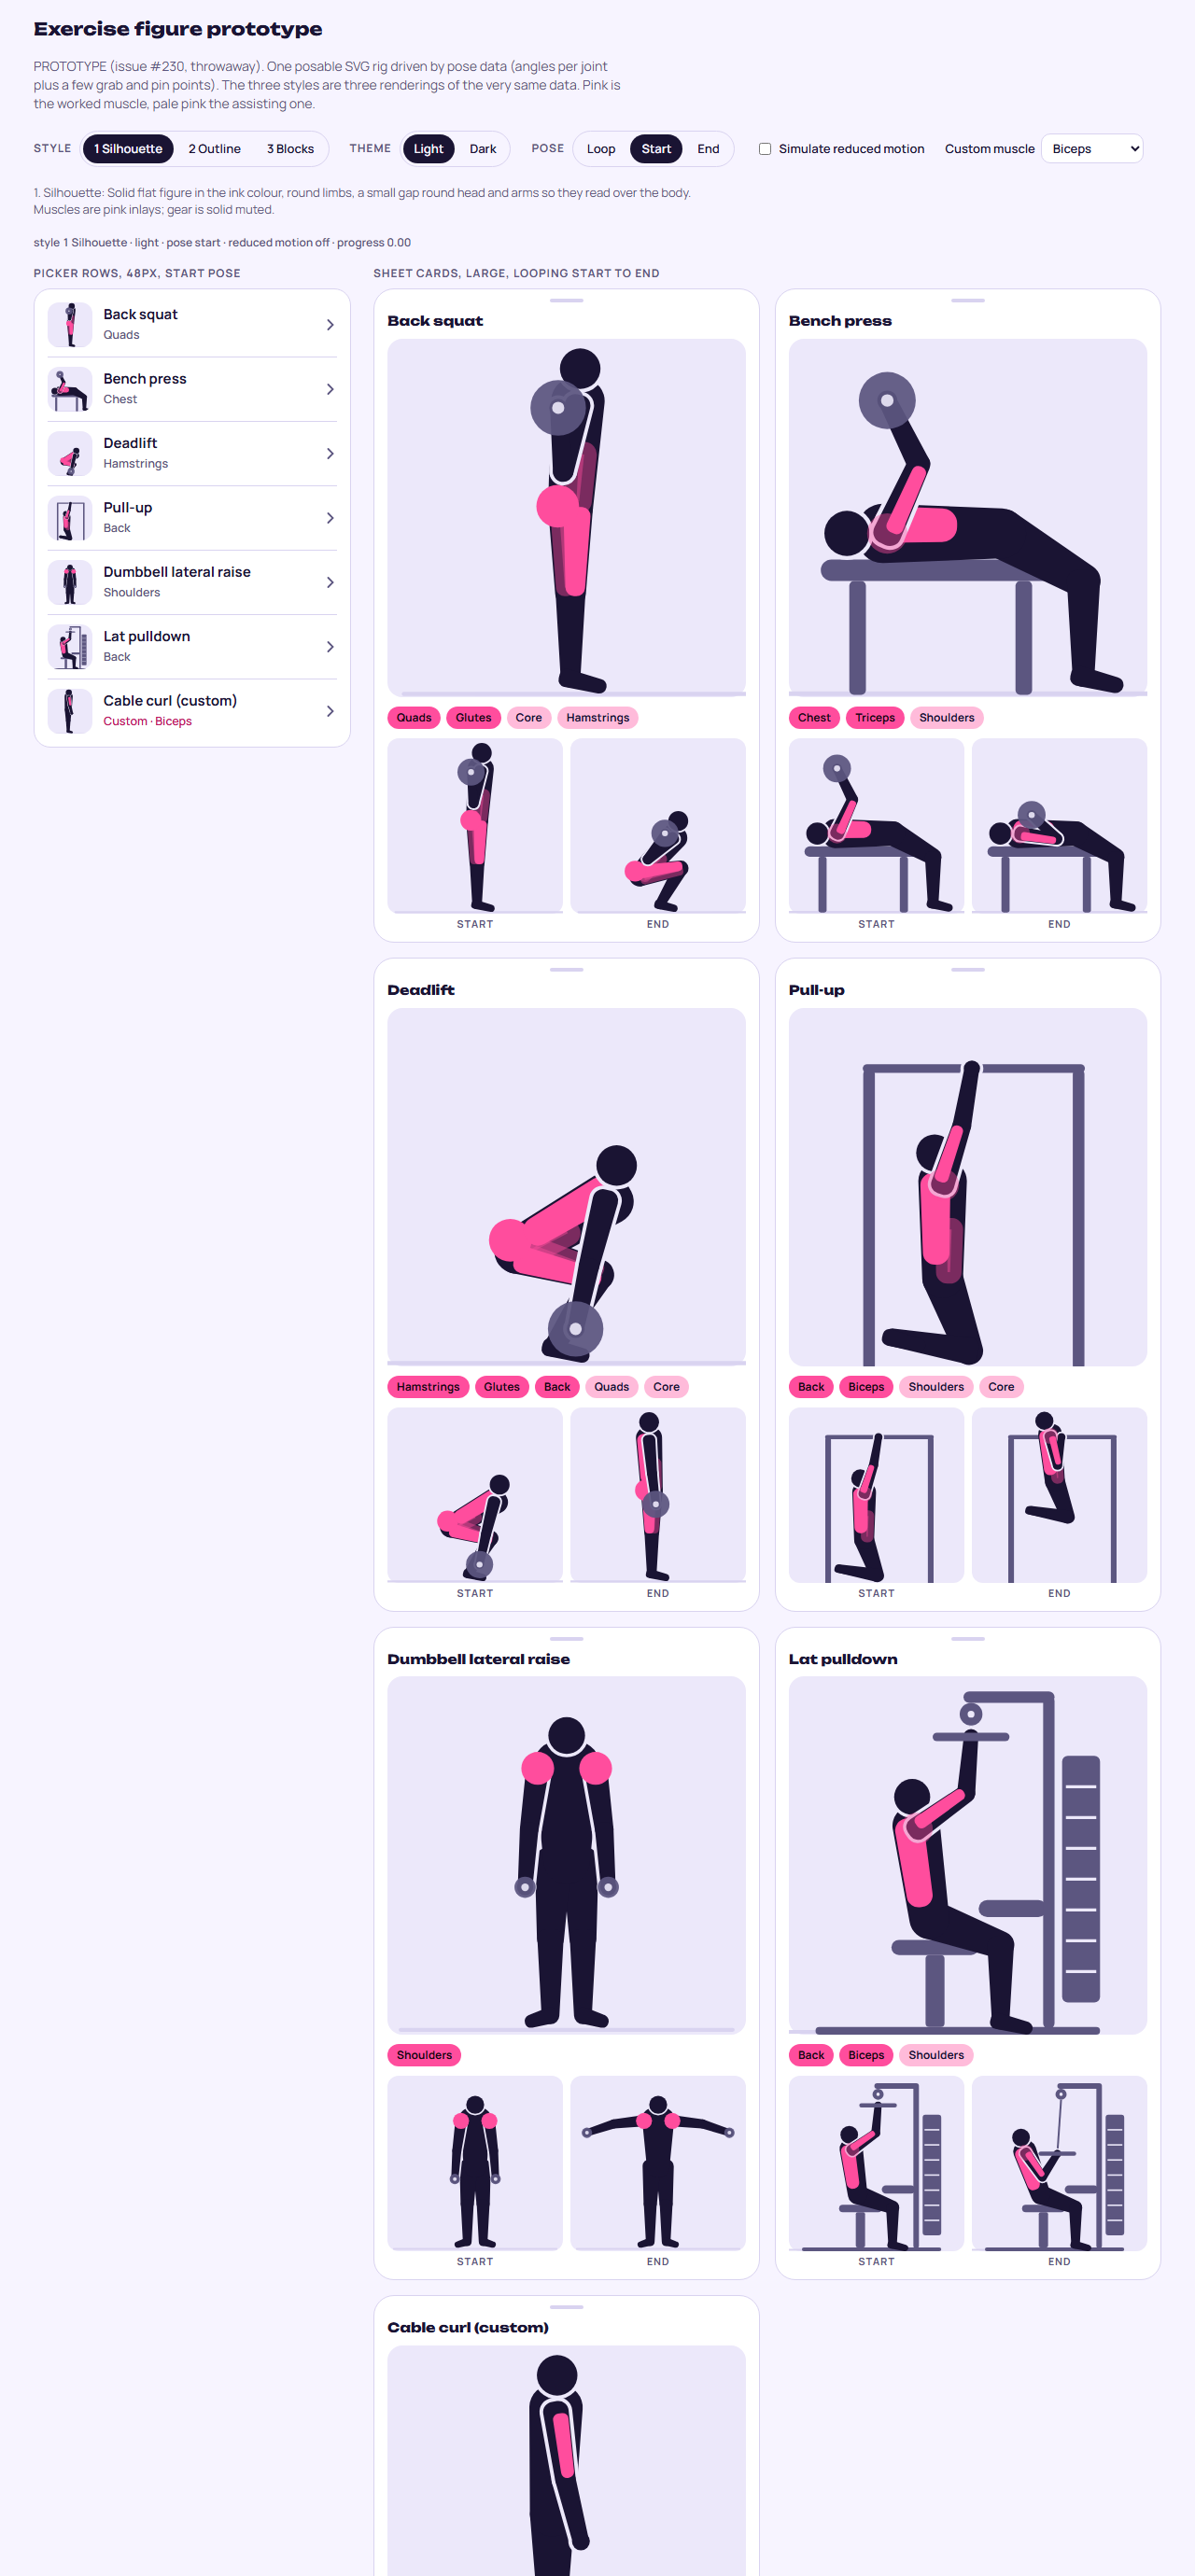 Exercise figure prototype
PROTOTYPE (issue #230, throwaway). One posable SVG rig driven by pose data (angles per joint
plus a few grab and pin points). The three styles are three renderings of the very same data. Pink is
the worked muscle, pale pink the assisting one.
STYLE 1 Silhouette 2 Outline 3 Blocks THEME Light Dark POSE Loop Start End Simulate reduced motion Custom muscle Biceps
1. Silhouette: Solid flat figure in the ink colour, round limbs, a small gap round head and arms so they read over the body.
Muscles are pink inlays; gear is solid muted.
style 1 Silhouette · light · pose start · reduced motion off · progress 0.00
PICKER ROWS, 48PX, START POSE
Back squat
Quads
Bench press
Chest
Deadlift
Hamstrings
Pull-up
Back
Dumbbell lateral raise
Shoulders
Lat pulldown
Back
Cable curl (custom)
Custom · Biceps
SHEET CARDS, LARGE, LOOPING START TO END
Back squat
Quads Glutes Core Hamstrings
START END
Bench press
Chest Triceps Shoulders
START END
Deadlift
Hamstrings Glutes Back Quads Core
START END
Pull-up
Back Biceps Shoulders Core
START END
Dumbbell lateral raise
Shoulders
START END
Lat pulldown
Back Biceps Shoulders
START END
Cable curl (custom)